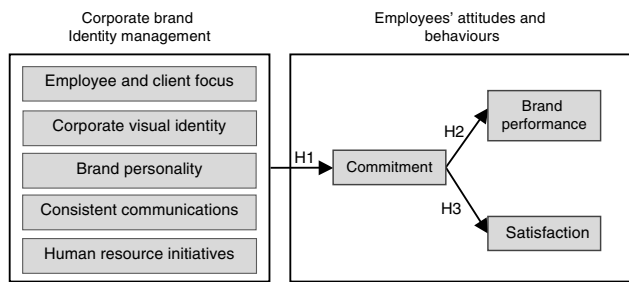 Corporate brand
Identity management
Employee and client focus
Corporate visual identity
Brand personality
Consistent communications
Human resource initiatives
H1
Employees' attitudes and
behaviours
Commitment
H2
H3
Brand
performance
Satisfaction